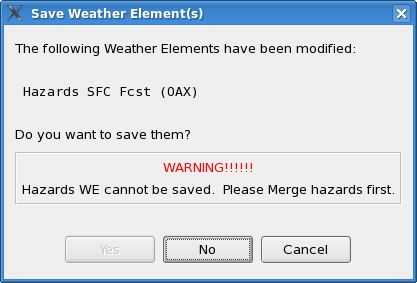 Save Weather Element(s)
The following Weather Elements have been modified:
Hazards SFC Fcst (OAX)
Do you want to save them?
WARNING!!!!!!
Hazards WE cannot be saved.  Please Merge hazards first.
Yes
No
Cancel